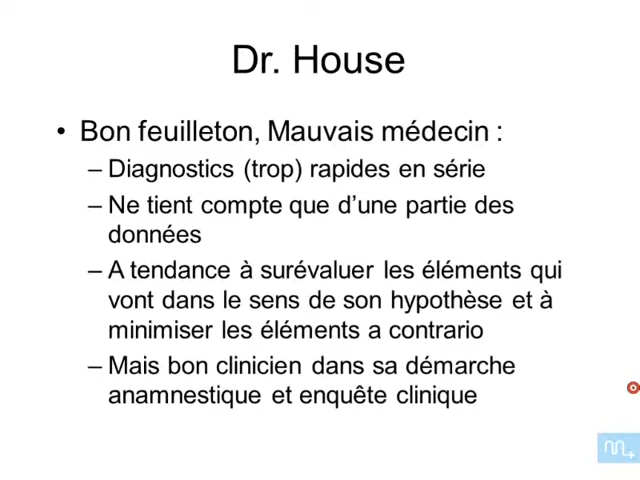 Dr. House
• Bon feuilleton, Mauvais médecin :
– Diagnostics (trop) rapides en série
– Ne tient compte que d’une partie des
données
– A tendance à surévaluer les éléments qui
vont dans le sens de son hypothèse et à
minimiser les éléments a contrario
– Mais bon clinicien dans sa démarche
anamnestique et enquête clinique